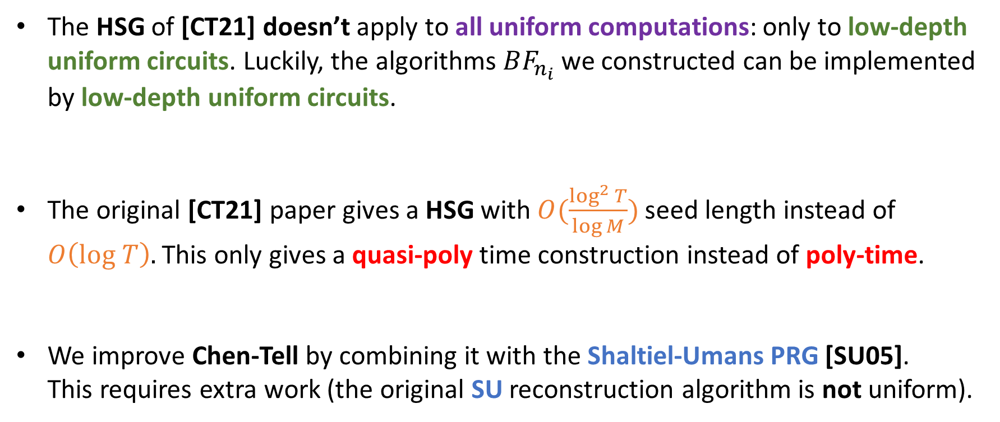 • The HSG of [CT21] doesn’t apply to all uniform computations: only to low-depth
uniform circuits. Luckily, the algorithms $BF_{n_i}$ we constructed can be implemented
by low-depth uniform circuits.
• The original [CT21] paper gives a HSG with $O(\frac{\log^2 T}{\log M})$ seed length instead of
$O(\log T)$. This only gives a quasi-poly time construction instead of poly-time.
• We improve Chen-Tell by combining it with the Shaltiel-Umans PRG [SU05].
This requires extra work (the original SU reconstruction algorithm is not uniform).